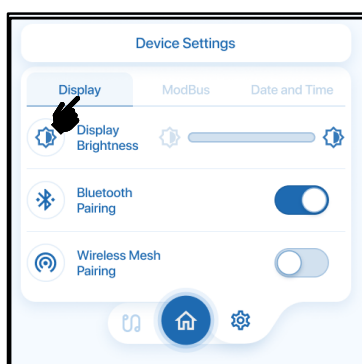 Device Settings
Display ModBus Date and Time
Display
Brightness
Bluetooth
Pairing
Wireless Mesh
Pairing